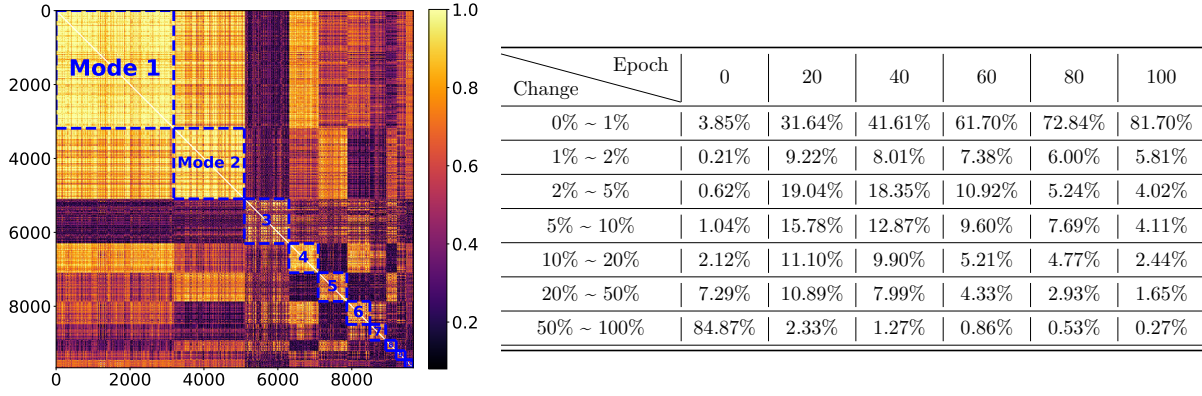 0
2000
4000
6000
8000
0 2000 4000 6000 8000
Mode 1
Mode 2
3
4
5
6
7
1.0
0.8
0.6
0.4
0.2
Epoch
Change
0 20 40 60 80 100
0% ~ 1% 3.85% 31.64% 41.61% 61.70% 72.84% 81.70%
1% ~ 2% 0.21% 9.22% 8.01% 7.38% 6.00% 5.81%
2% ~ 5% 0.62% 19.04% 18.35% 10.92% 5.24% 4.02%
5% ~ 10% 1.04% 15.78% 12.87% 9.60% 7.69% 4.11%
10% ~ 20% 2.12% 11.10% 9.90% 5.21% 4.77% 2.44%
20% ~ 50% 7.29% 10.89% 7.99% 4.33% 2.93% 1.65%
50% ~ 100% 84.87% 2.33% 1.27% 0.86% 0.53% 0.27%